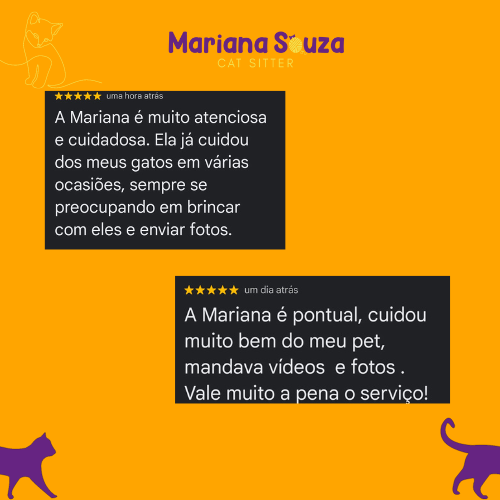 Mariana Souza
CAT SITTER
uma hora atrás
A Mariana é muito atenciosa
e cuidadosa. Ela já cuidou
dos meus gatos em várias
ocasiões, sempre se
preocupando em brincar
com eles e enviar fotos.
um dia atrás
A Mariana é pontual, cuidou
muito bem do meu pet,
mandava vídeos  e fotos .
Vale muito a pena o serviço!